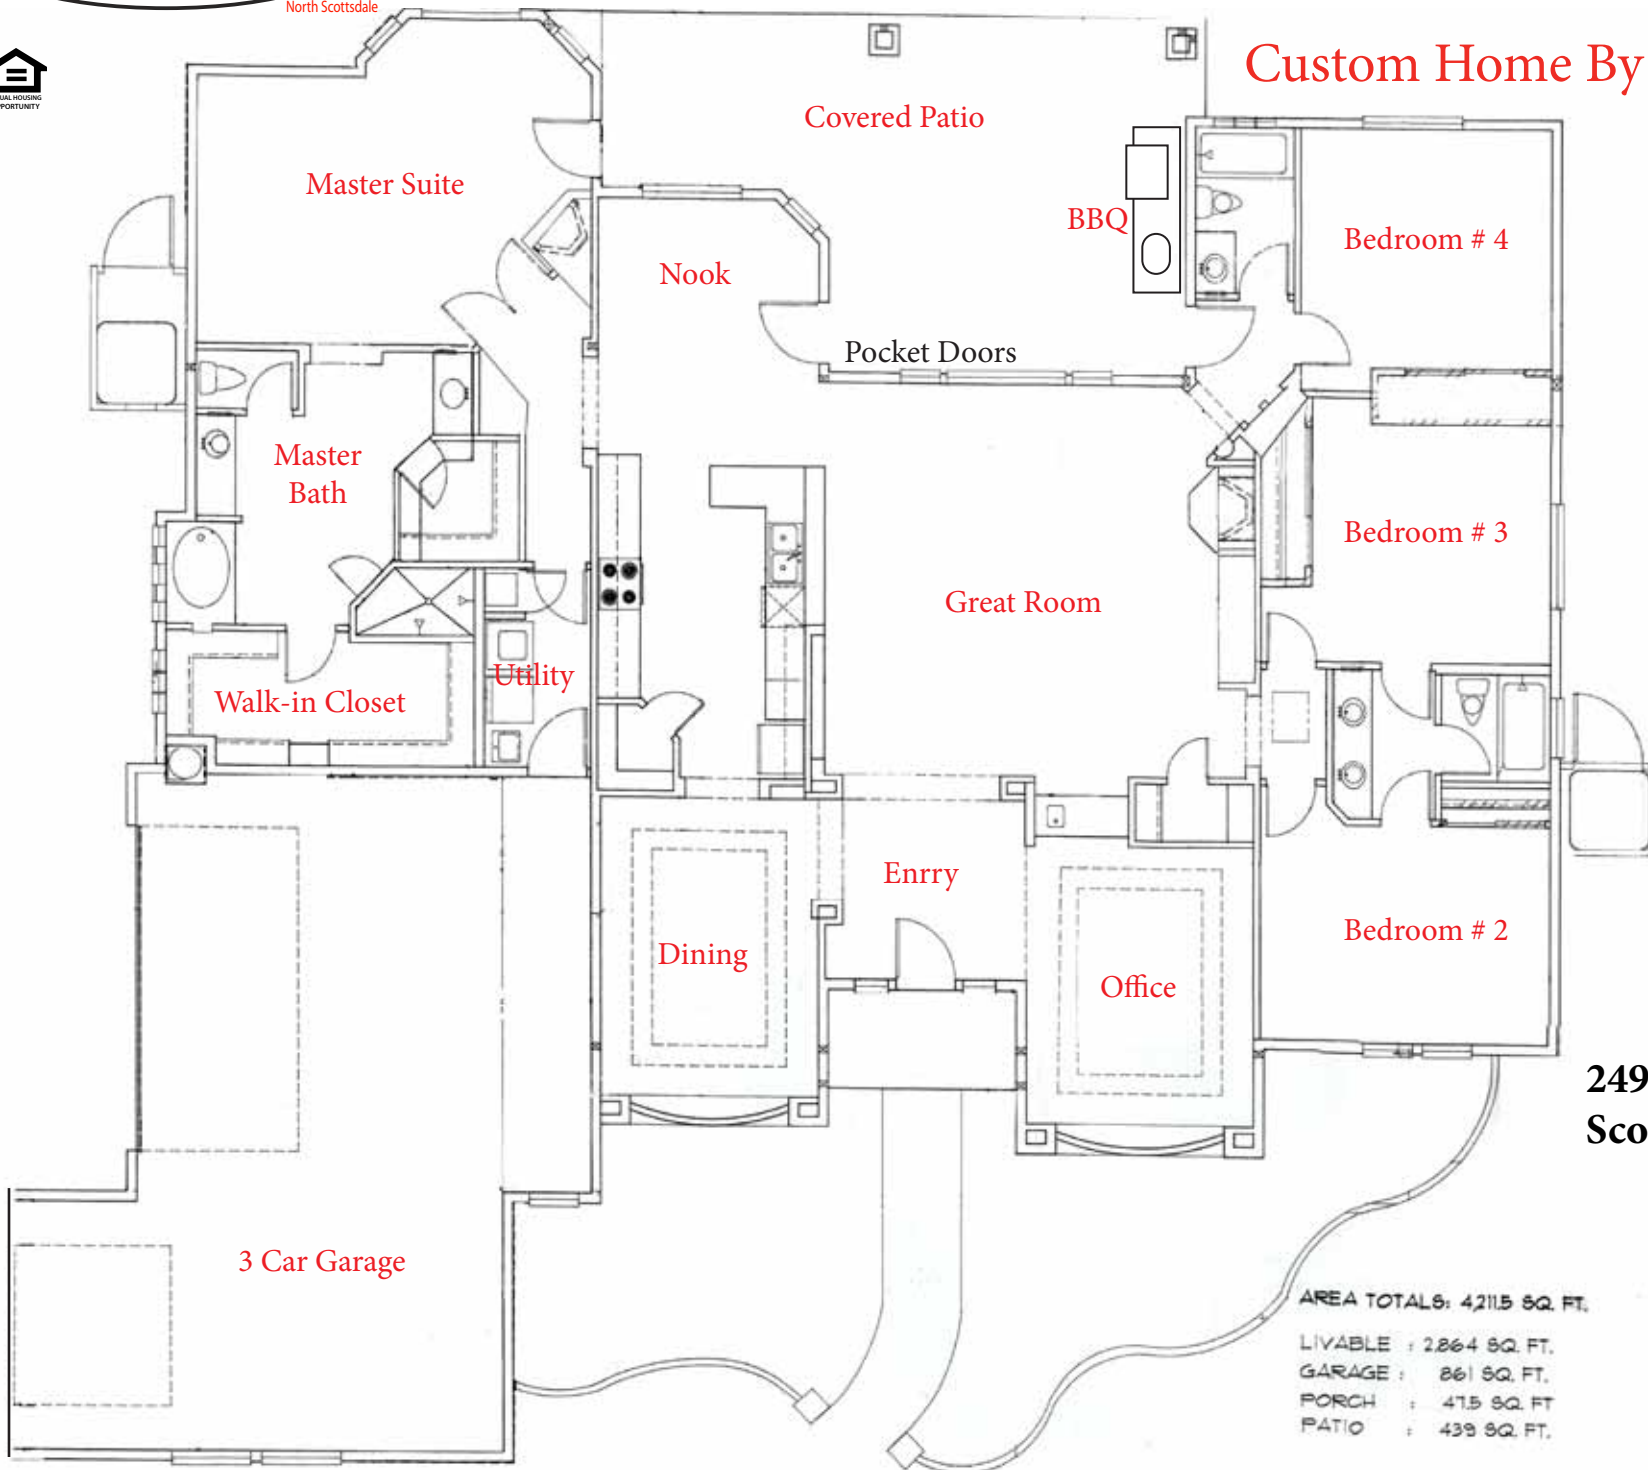 North Scottsdale
Custom Home By
UAL HOUSING
PPORTUNITY
Covered Patio
Master Suite
BBQ
Bedroom # 4
Nook
Pocket Doors
Master
Bath
Bedroom # 3
Great Room
Utility
Walk-in Closet
Enrry
Bedroom # 2
Dining
Office
249
Sco
3 Car Garage
AREA TOTALS: 4,211.5 SQ. FT.
LIVABLE : 2,864 SQ. FT.
GARAGE : 861 SQ. FT.
PORCH : 47.5 SQ. FT
PATIO : 439 SQ. FT.